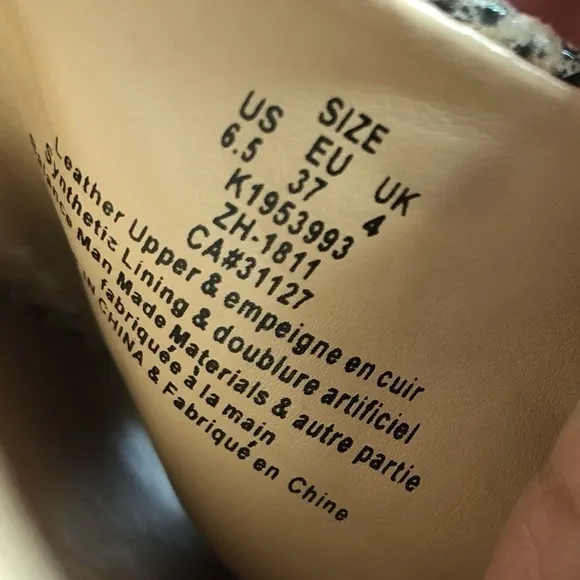 SIZE
US EU UK
6.5 37 4
K1953993
ZH-1811
CA#31127
Leather Upper & empeigne en cuir
Synthetic Lining & doublure artificiel
Man Made Materials & autre partie
fabriquée à la main
IN CHINA & Fabriqué en Chine